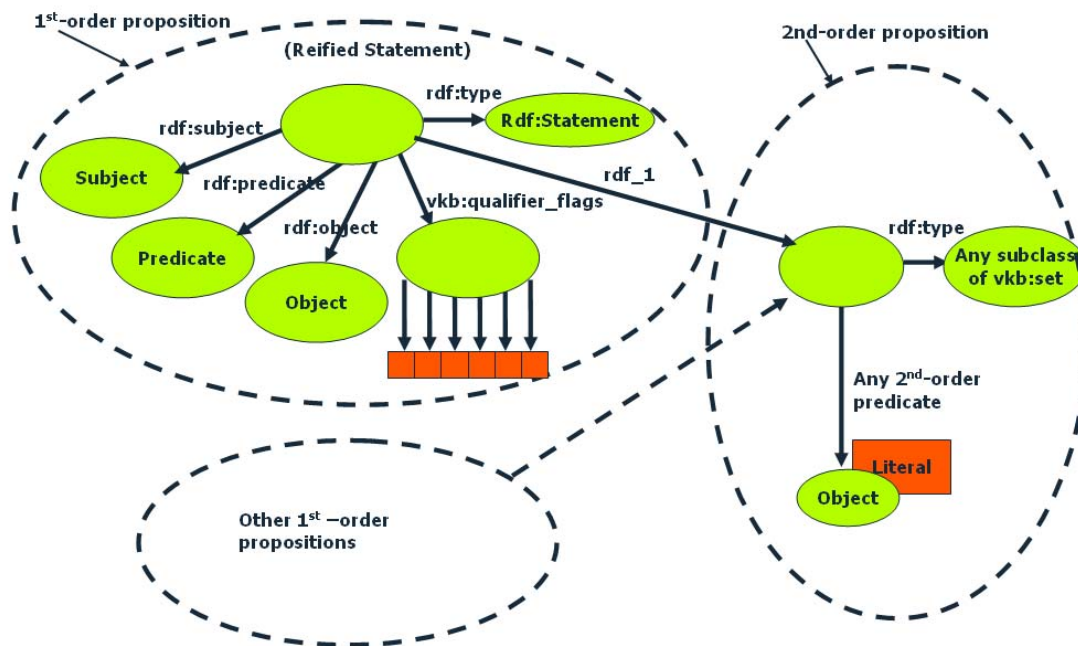 1st-order proposition
(Reified Statement)
2nd-order proposition
rdf:type
Rdf:Statement
rdf:subject
Subject
rdf:predicate
rdf_1
vkb:qualifier_flags
rdf:object
rdf:type
Predicate
Any subclass
of vkb:set
Object
Any 2nd-order
predicate
Literal
Object
Other 1st –order
propositions